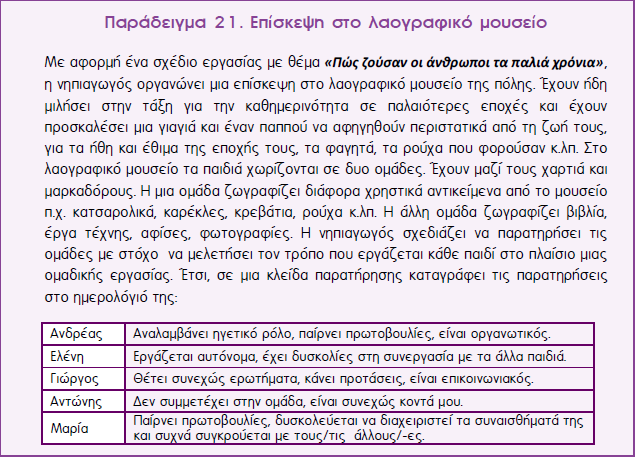 Παράδειγμα 21. Επίσκεψη στο λαογραφικό μουσείο
Με αφορμή ένα σχέδιο εργασίας με θέμα «Πώς ζούσαν οι άνθρωποι τα παλιά χρόνια»,
η νηπιαγωγός οργανώνει μια επίσκεψη στο λαογραφικό μουσείο της πόλης. Έχουν ήδη
μιλήσει στην τάξη για την καθημερινότητα σε παλαιότερες εποχές και έχουν
προσκαλέσει μια γιαγιά και έναν παππού να αφηγηθούν περιστατικά από τη ζωή τους,
για τα ήθη και έθιμα της εποχής τους, τα φαγητά, τα ρούχα που φορούσαν κ.λπ. Στο
λαογραφικό μουσείο τα παιδιά χωρίζονται σε δυο ομάδες. Έχουν μαζί τους χαρτιά και
μαρκαδόρους. Η μια ομάδα ζωγραφίζει διάφορα χρηστικά αντικείμενα από το μουσείο
π.χ. κατσαρολικά, καρέκλες, κρεβάτια, ρούχα κ.λπ. Η άλλη ομάδα ζωγραφίζει βιβλία,
έργα τέχνης, αφίσες, φωτογραφίες. Η νηπιαγωγός σχεδιάζει να παρατηρήσει τις
ομάδες με στόχο να μελετήσει τον τρόπο που εργάζεται κάθε παιδί στο πλαίσιο μιας
ομαδικής εργασίας. Έτσι, σε μια κλείδα παρατήρησης καταγράφει τις παρατηρήσεις
στο ημερολόγιό της:
Ανδρέας Αναλαμβάνει ηγετικό ρόλο, παίρνει πρωτοβουλίες, είναι οργανωτικός.
Ελένη Εργάζεται αυτόνομα, έχει δυσκολίες στη συνεργασία με τα άλλα παιδιά.
Γιώργος Θέτει συνεχώς ερωτήματα, κάνει προτάσεις, είναι επικοινωνιακός.
Αντώνης Δεν συμμετέχει στην ομάδα, είναι συνεχώς κοντά μου.
Μαρία Παίρνει πρωτοβουλίες, δυσκολεύεται να διαχειριστεί τα συναισθήματά της
και συχνά συγκρούεται με τους/τις άλλους/-ες.